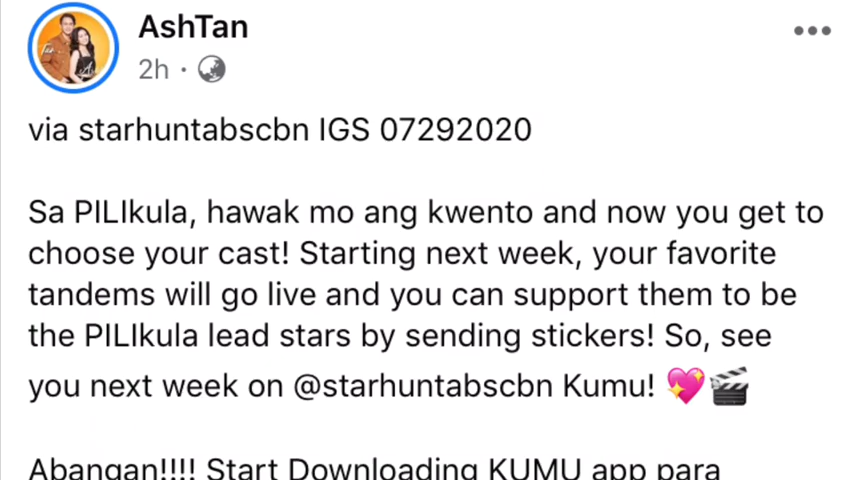 AshTan
2h ·
via starhuntabscbn IGS 07292020
Sa PILIkula, hawak mo ang kwento and now you get to
choose your cast! Starting next week, your favorite
tandems will go live and you can support them to be
the PILIkula lead stars by sending stickers! So, see
you next week on @starhuntabscbn Kumu! 💖🎬
Abangan!!!! Start Downloading KUMU app para